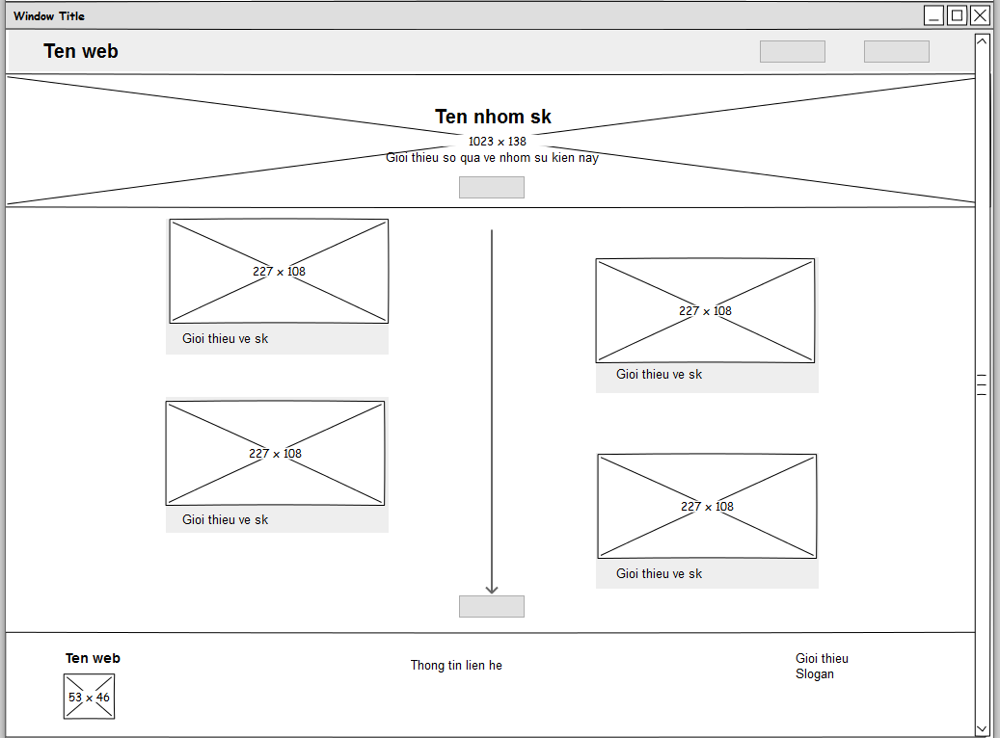 Window Title
Ten web
Ten nhom sk
1023 x 138
Gioi thieu so qua ve nhom su kien nay
227 x 108
Gioi thieu ve sk
227 x 108
Gioi thieu ve sk
227 x 108
Gioi thieu ve sk
227 x 108
Gioi thieu ve sk
Ten web
53 x 46
Thong tin lien he
Gioi thieu
Slogan